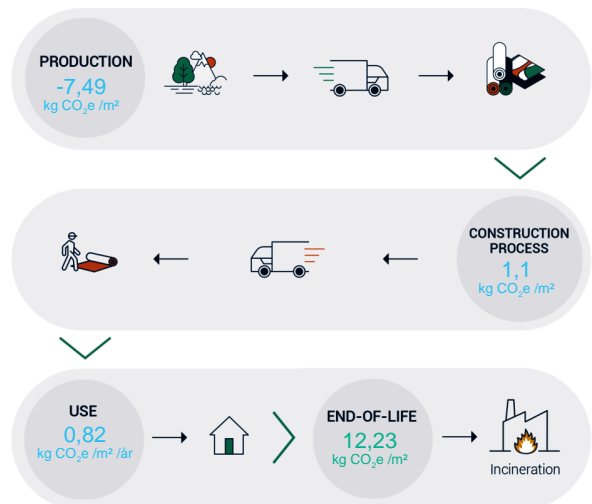 PRODUCTION
-7,49
kg CO₂e /m²
CONSTRUCTION
PROCESS
1,1
kg CO₂e /m²
USE
0,82
kg CO₂e /m² /år
END-OF-LIFE
12,23
kg CO₂e /m²
Incineration